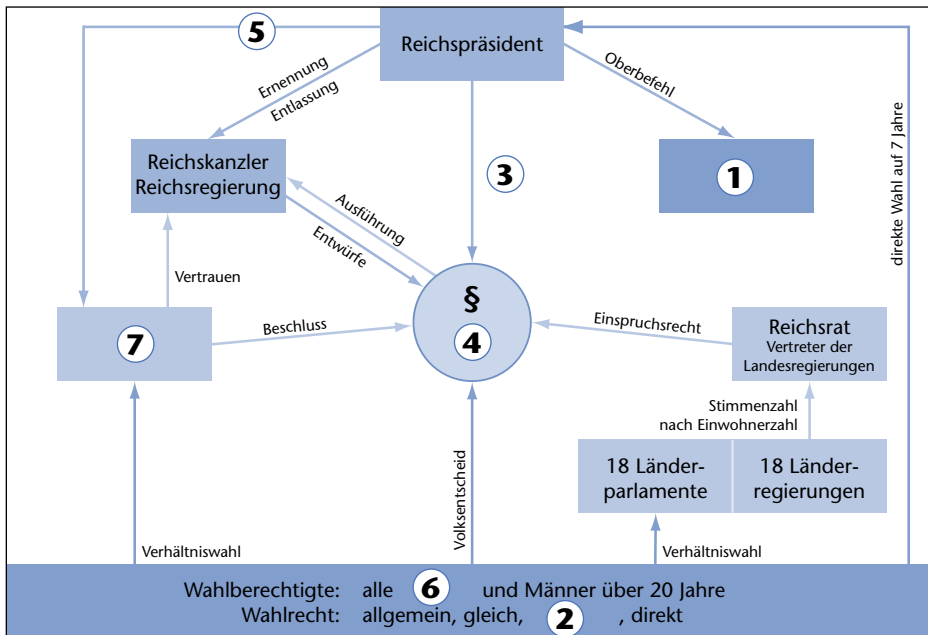 5
Reichspräsident
Ernennung
Entlassung
Oberbefehl
direkte Wahl auf 7 Jahre
Reichskanzler
Reichsregierung
3
1
Ausführung
Entwürfe
Vertrauen
§
4
7
Beschluss
Einspruchsrecht
Reichsrat
Vertreter der
Landesregierungen
Stimmenzahl
nach Einwohnerzahl
18 Länder-
parlamente
18 Länder-
regierungen
Verhältniswahl
Volksentscheid
Verhältniswahl
Wahlberechtigte: alle 6 und Männer über 20 Jahre
Wahlrecht: allgemein, gleich, 2 , direkt